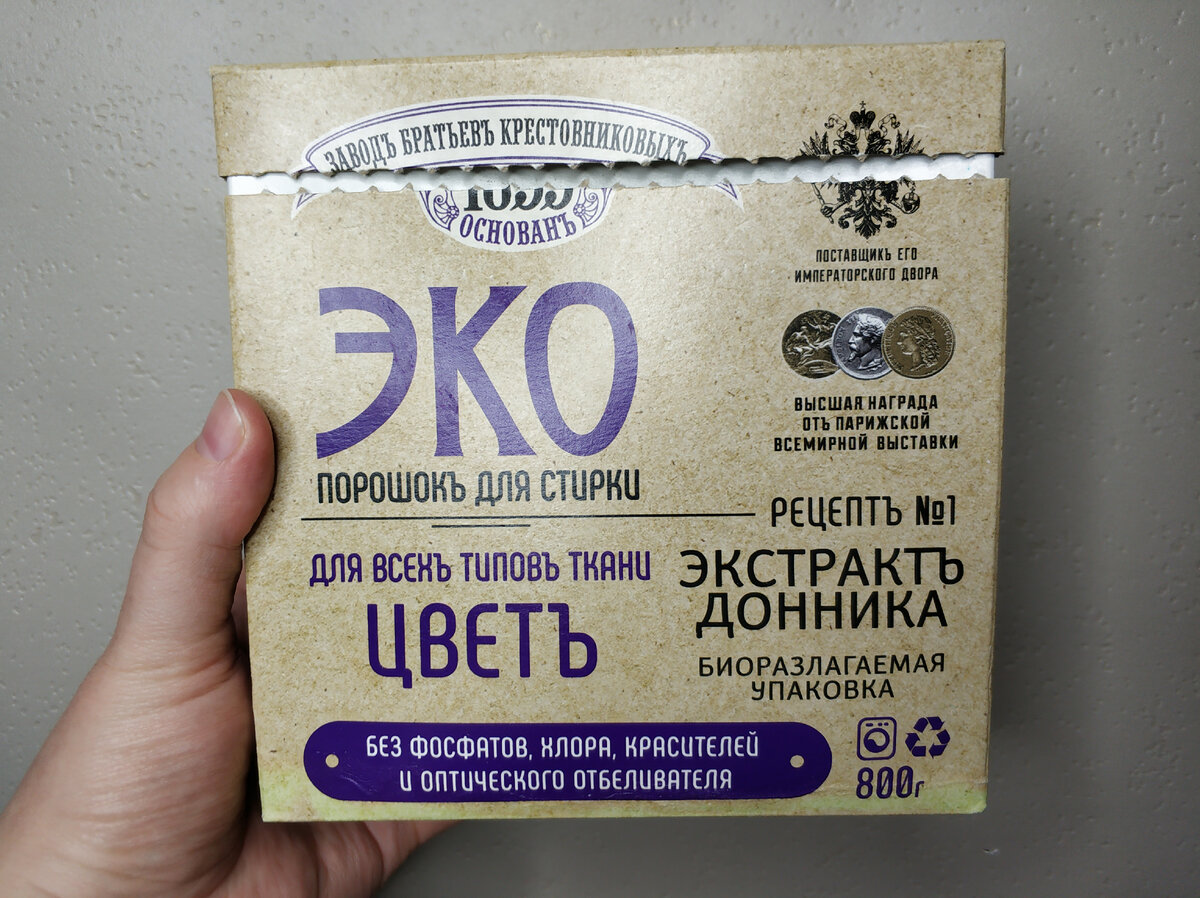 ЗАВОДЪ БРАТЬЕВЪ КРЕСТОВНИКОВЫХЪ
ОСНОВАНЪ
ПОСТАВЩИКЪ ЕГО
ИМПЕРАТОРСКОГО ДВОРА
ЭКО
ПОРОШОКЪ ДЛЯ СТИРКИ
ВЫСШАЯ НАГРАДА
ОТЪ ПАРИЖСКОЙ
ВСЕМИРНОЙ ВЫСТАВКИ
РЕЦЕПТЪ №1
ДЛЯ ВСЕХЪ ТИПОВЪ ТКАНИ
ЦВЕТЪ
ЭКСТРАКТЪ
ДОННИКА
БИОРАЗЛАГАЕМАЯ
УПАКОВКА
БЕЗ ФОСФАТОВ, ХЛОРА, КРАСИТЕЛЕЙ
И ОПТИЧЕСКОГО ОТБЕЛИВАТЕЛЯ
800г